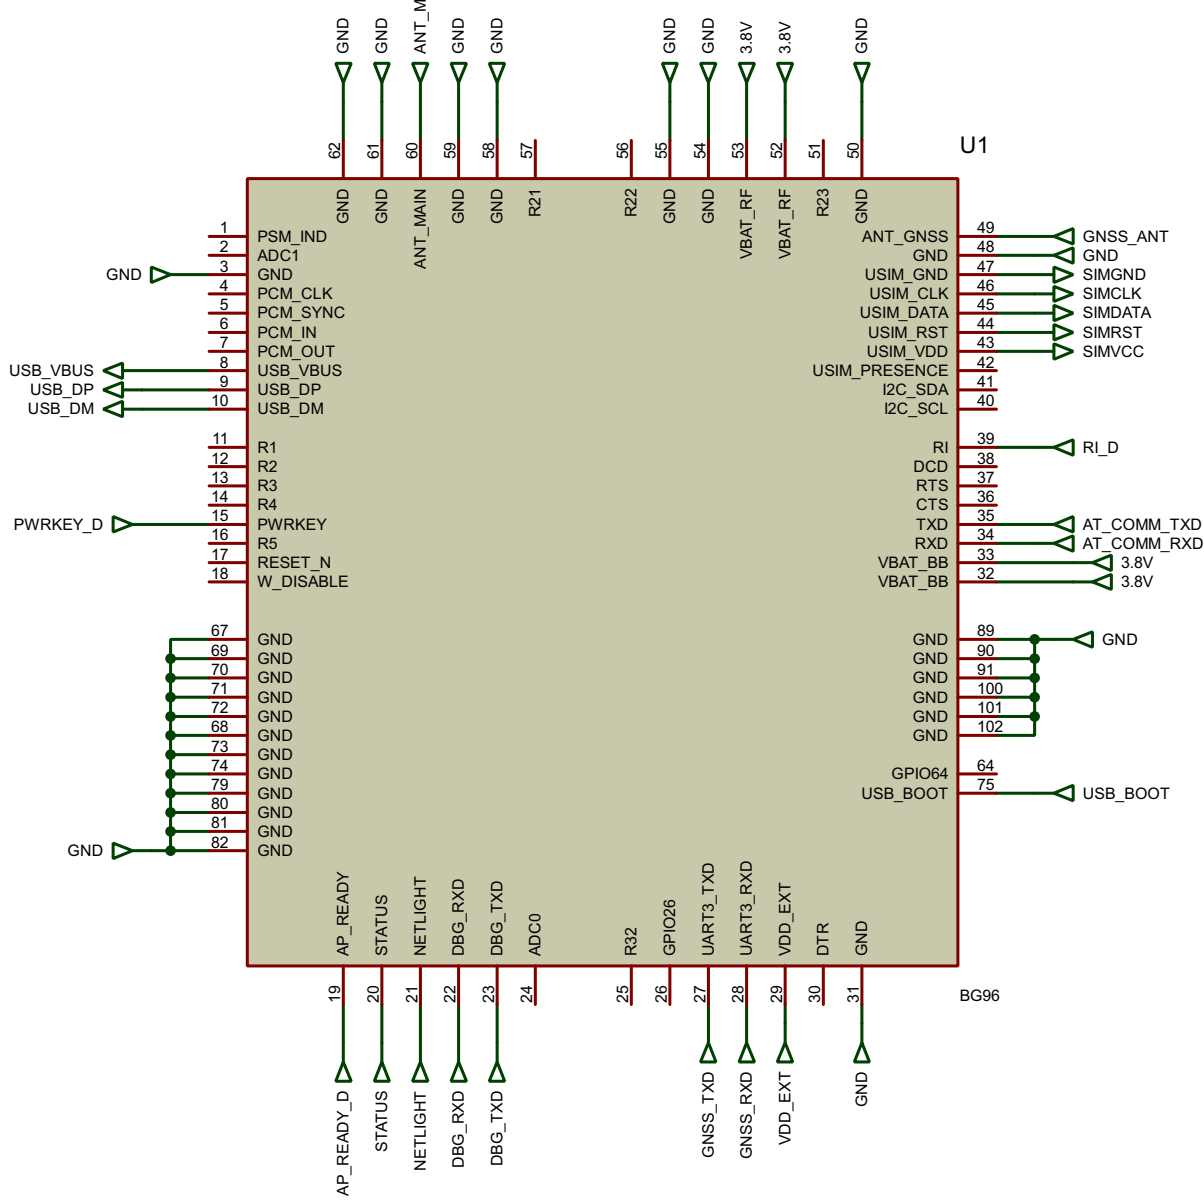 GND
GND
GND
GND
GND
GND
3.8V
3.8V
GND
62
61
60
59
58
57
56
55
54
53
52
51
50
U1
GND
GND
ANT_MAIN
GND
GND
R21
R22
GND
GND
VBAT_RF
VBAT_RF
R23
GND
1 PSM_IND
2 ADC1
GND 3 GND
4 PCM_CLK
5 PCM_SYNC
6 PCM_IN
7 PCM_OUT
USB_VBUS 8 USB_VBUS
USB_DP 9 USB_DP
USB_DM 10 USB_DM
11 R1
12 R2
13 R3
14 R4
PWRKEY_D 15 PWRKEY
16 R5
17 RESET_N
18 W_DISABLE
67 GND
69 GND
70 GND
71 GND
72 GND
68 GND
73 GND
74 GND
79 GND
80 GND
81 GND
GND 82 GND
ANT_GNSS 49 GNSS_ANT
GND 48 GND
USIM_GND 47 SIMGND
USIM_CLK 46 SIMCLK
USIM_DATA 45 SIMDATA
USIM_RST 44 SIMRST
USIM_VDD 43 SIMVCC
USIM_PRESENCE 42
I2C_SDA 41
I2C_SCL 40
RI 39 RI_D
DCD 38
RTS 37
CTS 36
TXD 35 AT_COMM_TXD
RXD 34 AT_COMM_RXD
VBAT_BB 33 3.8V
VBAT_BB 32 3.8V
GND 89 GND
GND 90
GND 91
GND 100
GND 101
GND 102
GPIO64 64
USB_BOOT 75 USB_BOOT
AP_READY
STATUS
NETLIGHT
DBG_RXD
DBG_TXD
ADC0
R32
GPIO26
UART3_TXD
UART3_RXD
VDD_EXT
DTR
GND
19
20
21
22
23
24
25
26
27
28
29
30
31
BG96
AP_READY_D
STATUS
NETLIGHT
DBG_RXD
DBG_TXD
GNSS_TXD
GNSS_RXD
VDD_EXT
GND